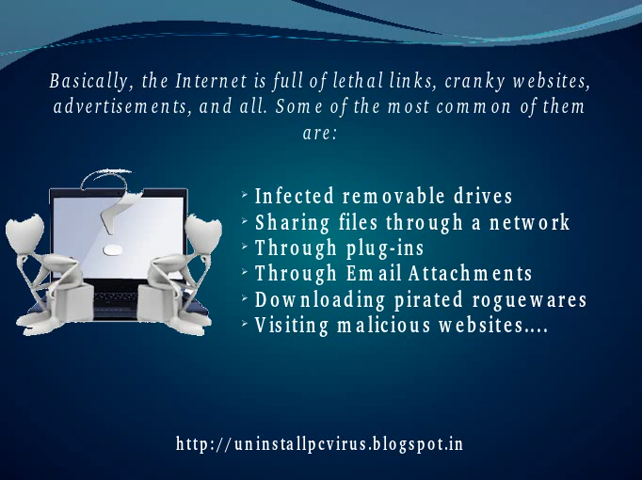 Basically, the Internet is full of lethal links, cranky websites,
advertisements, and all. Some of the most common of them
are:
➢ Infected removable drives
➢ Sharing files through a network
➢ Through plug-ins
➢ Through Email Attachments
➢ Downloading pirated roguewares
➢ Visiting malicious websites....
http://uninstallpcvirus.blogspot.in